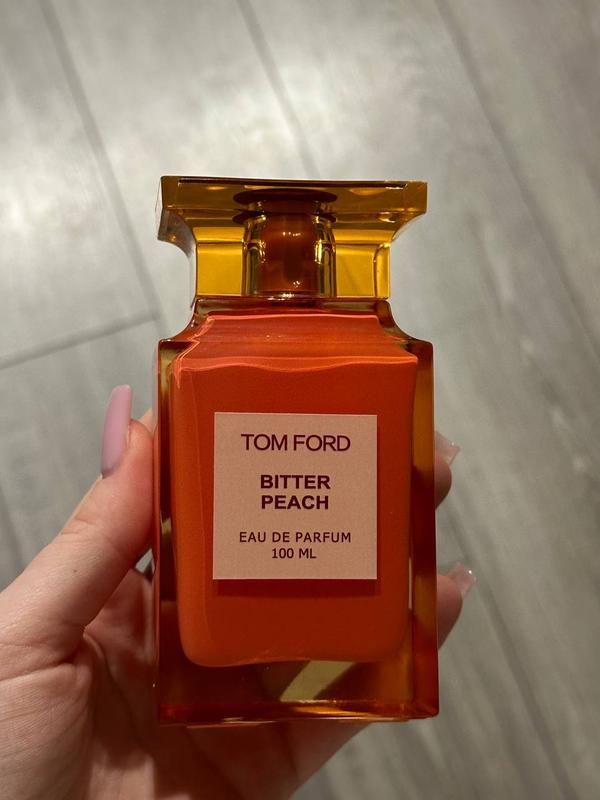 TOM FORD
BITTER
PEACH
EAU DE PARFUM
100 ML